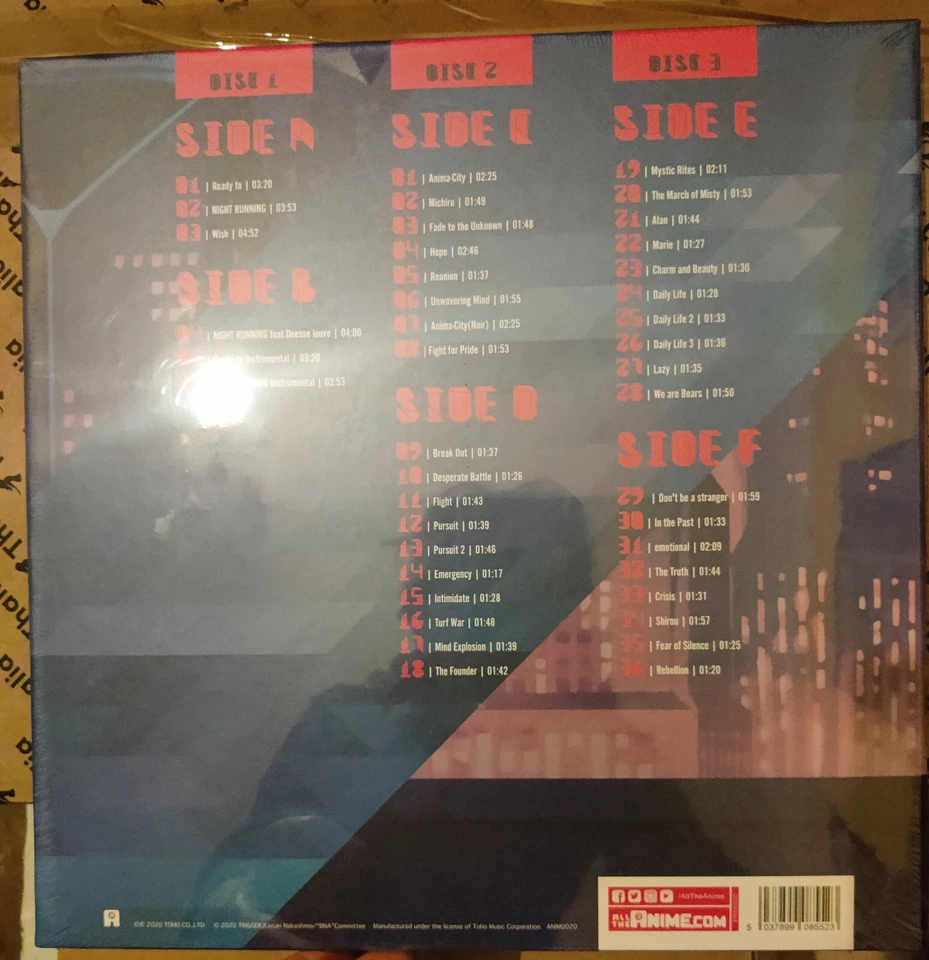 DISC 1
SIDE A
01 | Ready to | 03:20
02 | NIGHT RUNNING | 03:53
03 | Wish | 04:52
SIDE B
| NIGHT RUNNING feat.Deesse louve | 04:00
Instrumental | 03:20
Instrumental | 03:53
DISC 2
SIDE C
01 | Anima-City | 02:25
02 | Michiru | 01:49
03 | Fade to the Unknown | 01:48
04 | Hope | 02:46
05 | Reunion | 01:37
06 | Unwavering Mind | 01:55
07 | Anima-City(Noir) | 02:25
08 | Fight for Pride | 01:53
SIDE D
09 | Break Out | 01:37
10 | Desperate Battle | 01:26
11 | Flight | 01:43
12 | Pursuit | 01:39
13 | Pursuit 2 | 01:46
14 | Emergency | 01:17
15 | Intimidate | 01:28
16 | Turf War | 01:48
17 | Mind Explosion | 01:39
18 | The Founder | 01:42
DISC 3
SIDE E
19 | Mystic Rites | 02:11
20 | The March of Misty | 01:53
21 | Alan | 01:44
22 | Marie | 01:27
23 | Charm and Beauty | 01:30
24 | Daily Life | 01:28
25 | Daily Life 2 | 01:33
26 | Daily Life 3 | 01:36
27 | Lazy | 01:35
28 | We are Bears | 01:50
SIDE F
29 | Don't be a stranger | 01:59
30 | In the Past | 01:33
31 | emotional | 02:09
32 | The Truth | 01:44
33 | Crisis | 01:31
34 | Shirou | 01:57
35 | Fear of Silence | 01:25
36 | Rebellion | 01:20
©® 2020 TOHO CO.,LTD. © 2020 TRIGGER,Kazuki Nakashima/"BNA"Committee Manufactured under the license of Toho Music Corporation. ANIM0020
/AllTheAnime
ALL THE ANIME.COM
5 037899 085523